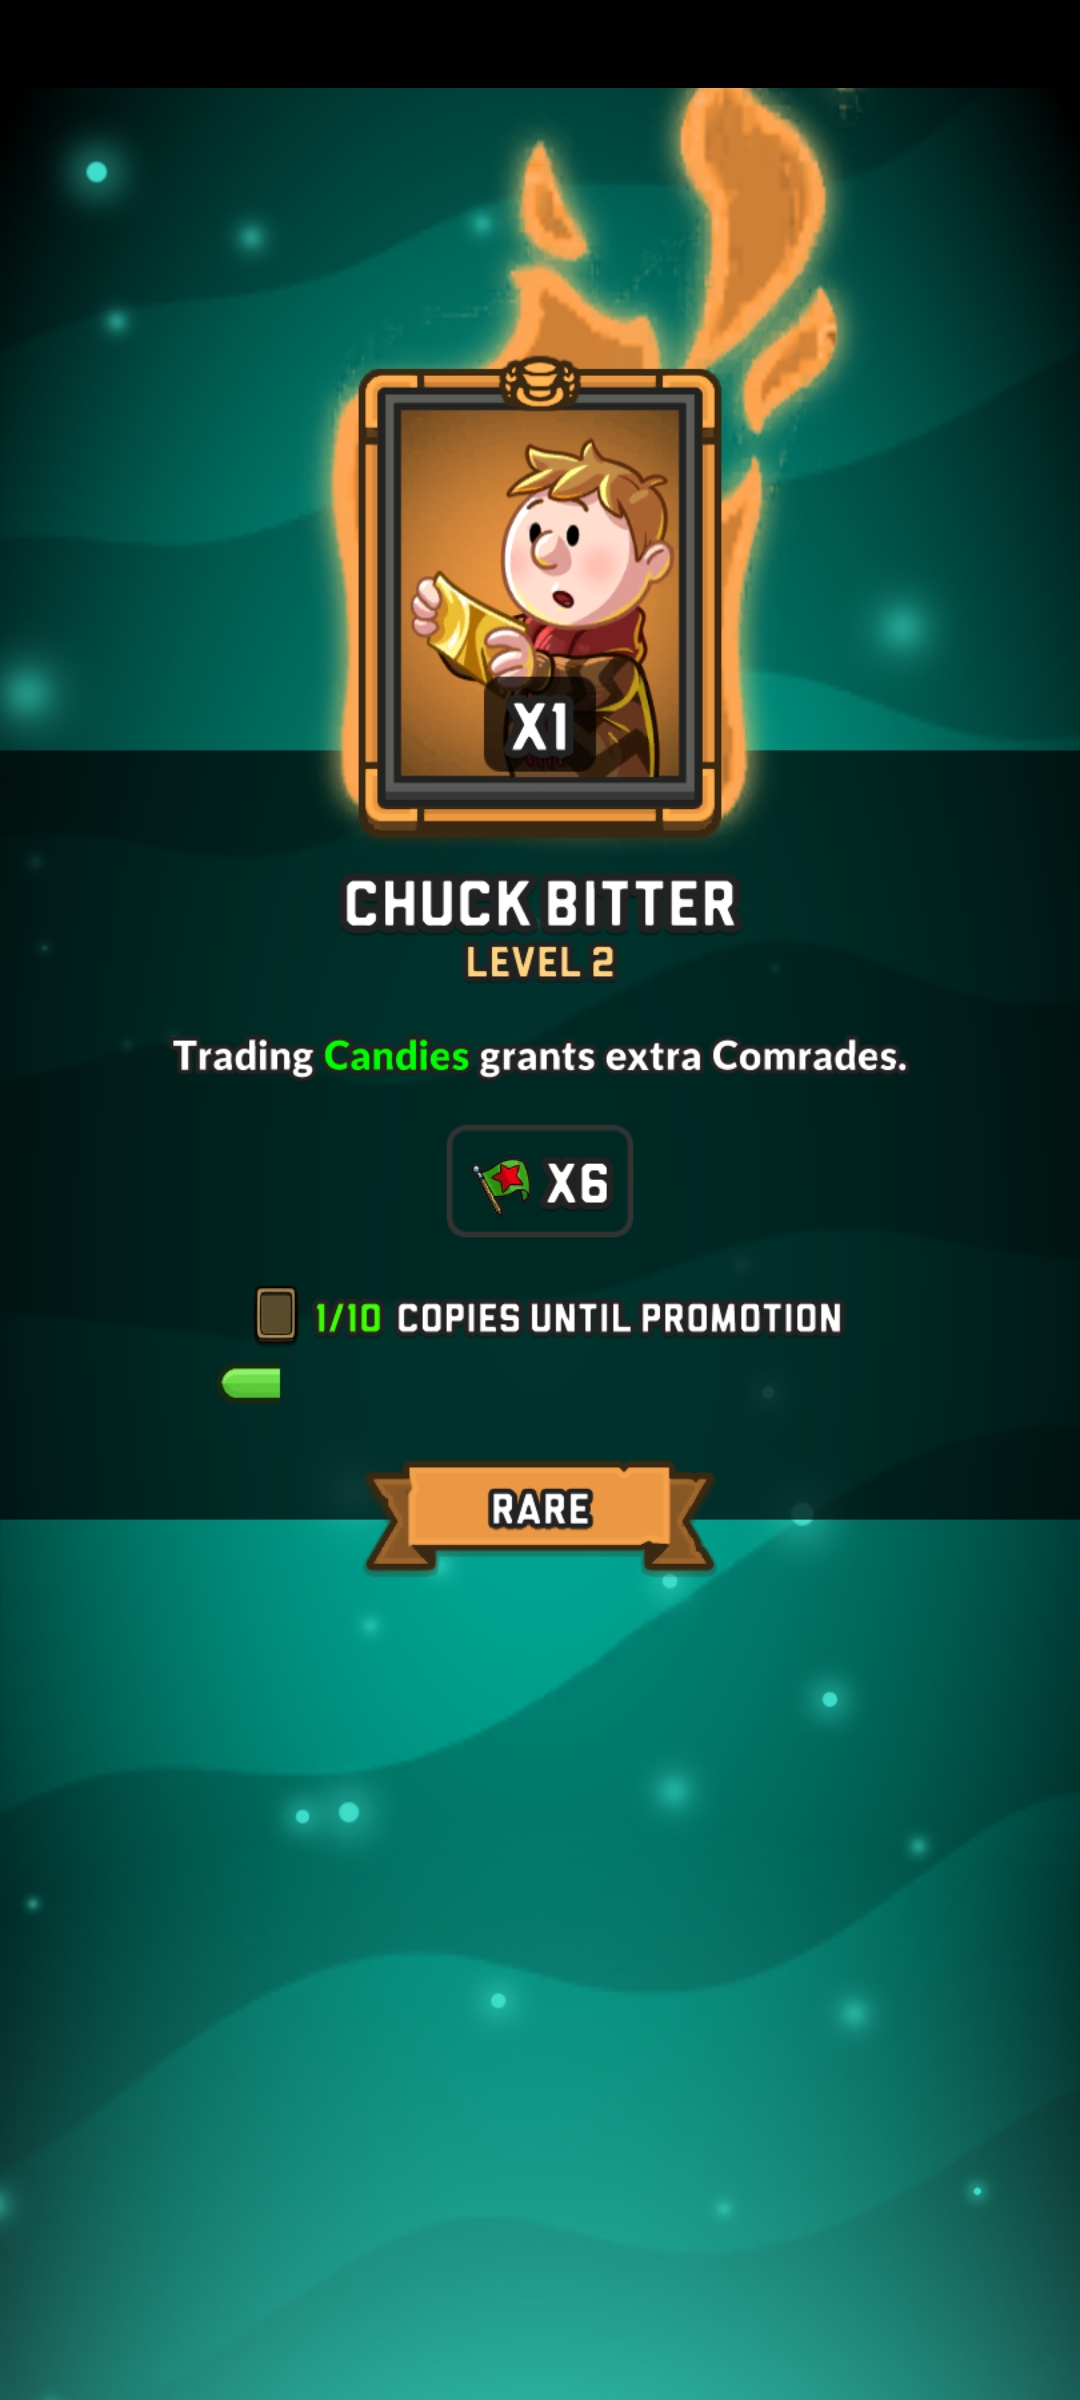 X1
CHUCK BITTER
LEVEL 2
Trading Candies grants extra Comrades.
X6
1/10 COPIES UNTIL PROMOTION
RARE